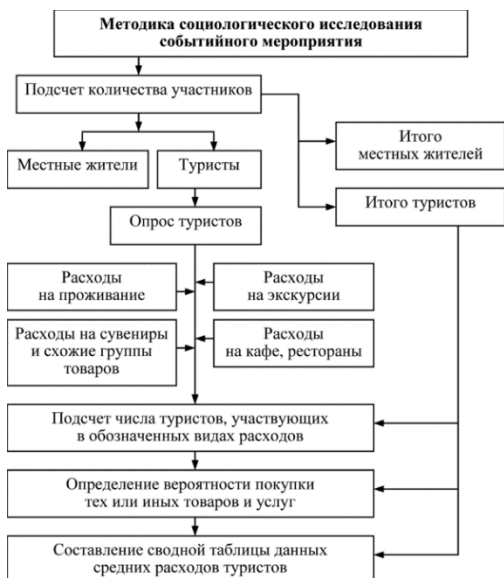 Методика социологического исследования
событийного мероприятия
Подсчет количества участников
Итого
местных жителей
Местные жители
Туристы
Итого туристов
Опрос туристов
Расходы
на проживание
Расходы
на экскурсии
Расходы на сувениры
и схожие группы
товаров
Расходы
на кафе, рестораны
Подсчет числа туристов, участвующих
в обозначенных видах расходов
Определение вероятности покупки
тех или иных товаров и услуг
Составление сводной таблицы данных
средних расходов туристов